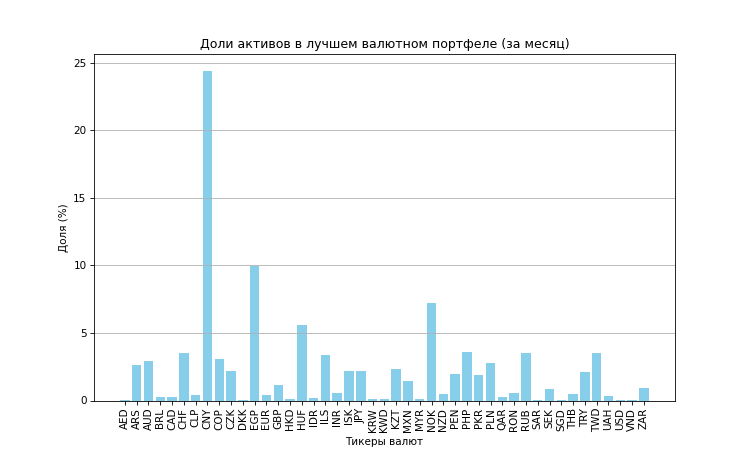 Доли активов в лучшем валютном портфеле (за месяц)
Доля (%)
25
20
15
10
5
0
AED ARS AUD BRL CAD CHF CLP CNY COP CZK DKK EGP EUR GBP HKD HUF IDR ILS INR ISK JPY KRW KWD KZT MXN MYR NOK NZD PEN PHP PKR PLN QAR RON RUB SAR SEK SGD THB TRY TWD UAH USD VND ZAR
Тикеры валют